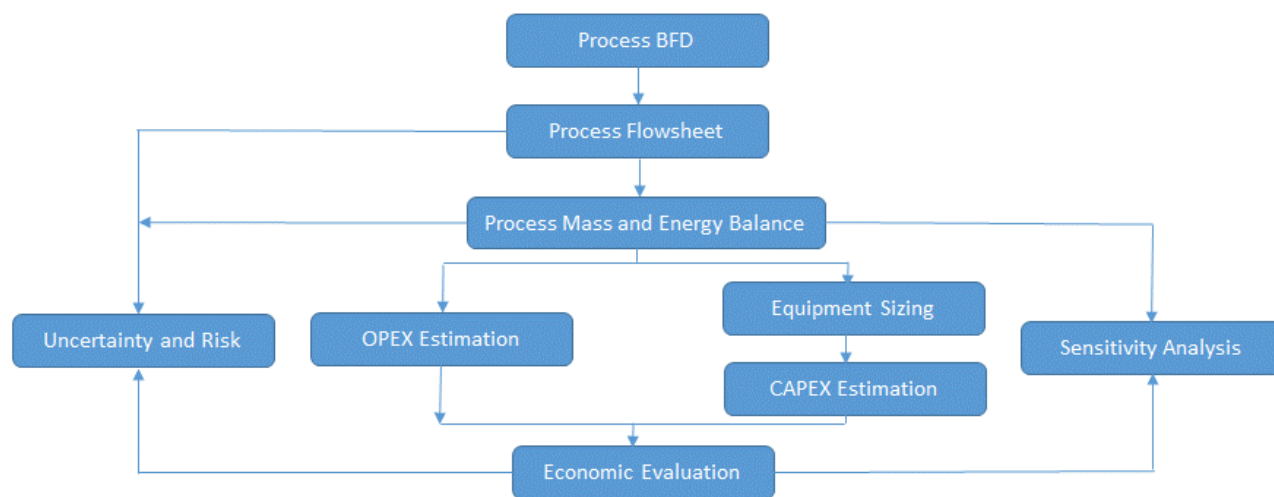 Process BFD
Process Flowsheet
Process Mass and Energy Balance
Equipment Sizing
Uncertainty and Risk
OPEX Estimation
Sensitivity Analysis
CAPEX Estimation
Economic Evaluation